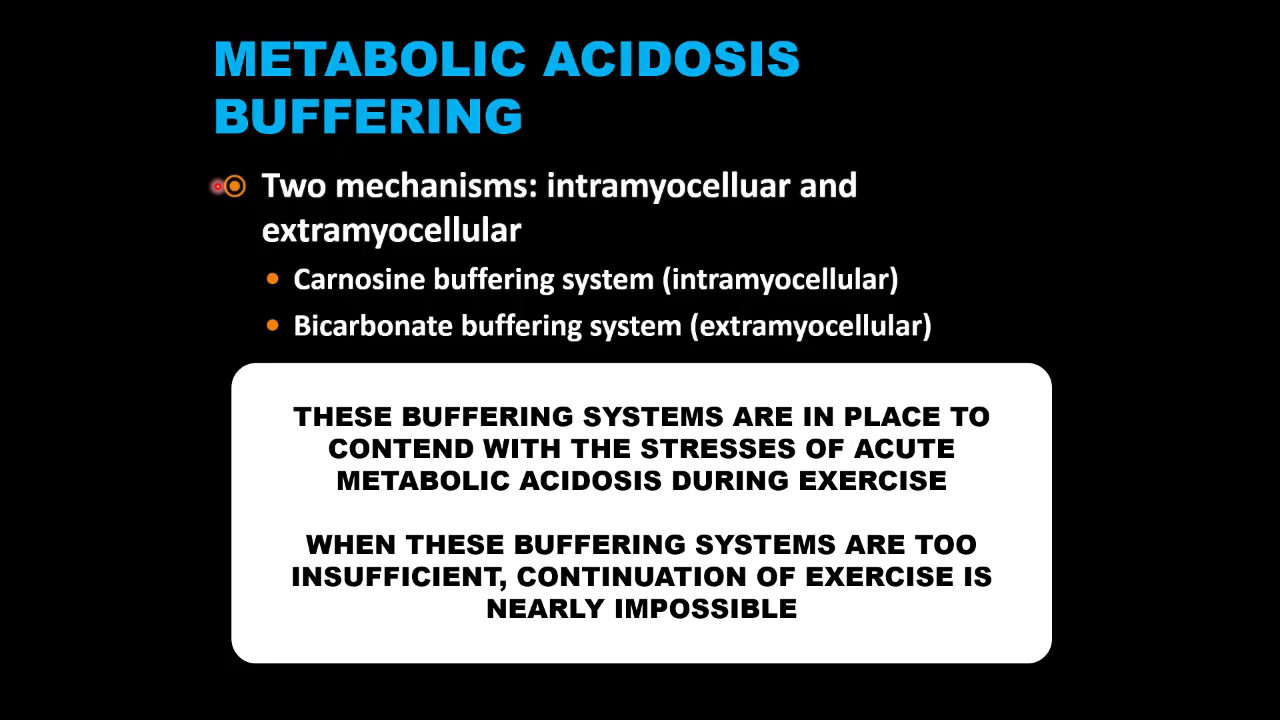 METABOLIC ACIDOSIS
BUFFERING
Two mechanisms: intramyocelluar and
extramyocellular
Carnosine buffering system (intramyocellular)
Bicarbonate buffering system (extramyocellular)
THESE BUFFERING SYSTEMS ARE IN PLACE TO
CONTEND WITH THE STRESSES OF ACUTE
METABOLIC ACIDOSIS DURING EXERCISE
WHEN THESE BUFFERING SYSTEMS ARE TOO
INSUFFICIENT, CONTINUATION OF EXERCISE IS
NEARLY IMPOSSIBLE